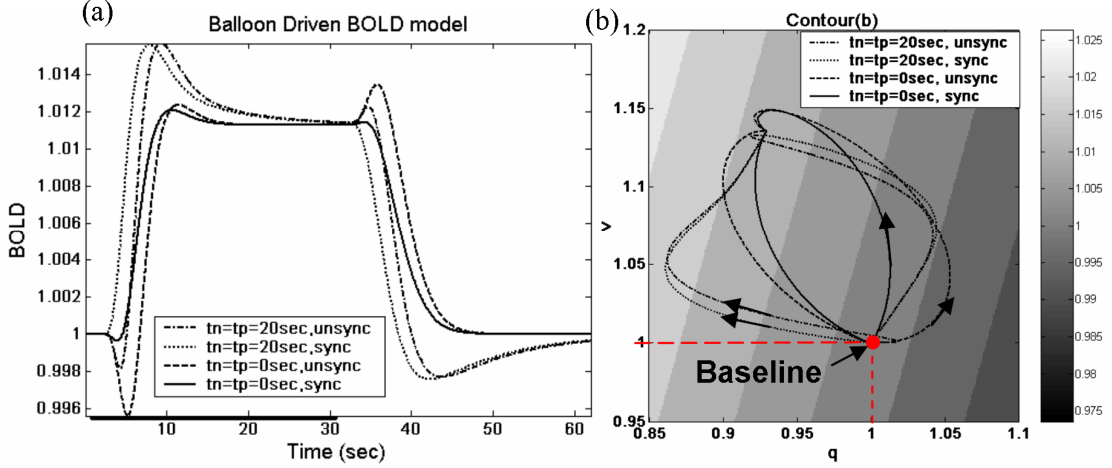 (a)
Balloon Driven BOLD model
BOLD
1.014
1.012
1.010
1.008
1.006
1.004
1.002
1
0.998
0.996
tn=tp=20sec,unsync
tn=tp=20sec,sync
tn=tp=0sec,unsync
tn=tp=0sec,sync
10
20
30
40
50
60
Time (sec)
(b)
Contour(b)
v
1.2
1.15
1.1
1.05
1
0.95
tn=tp=20sec, unsync
tn=tp=20sec, sync
tn=tp=0sec, unsync
tn=tp=0sec, sync
Baseline
0.85
0.9
0.95
1
1.05
1.1
q
1.025
1.02
1.015
1.01
1.005
1
0.995
0.99
0.985
0.98
0.975